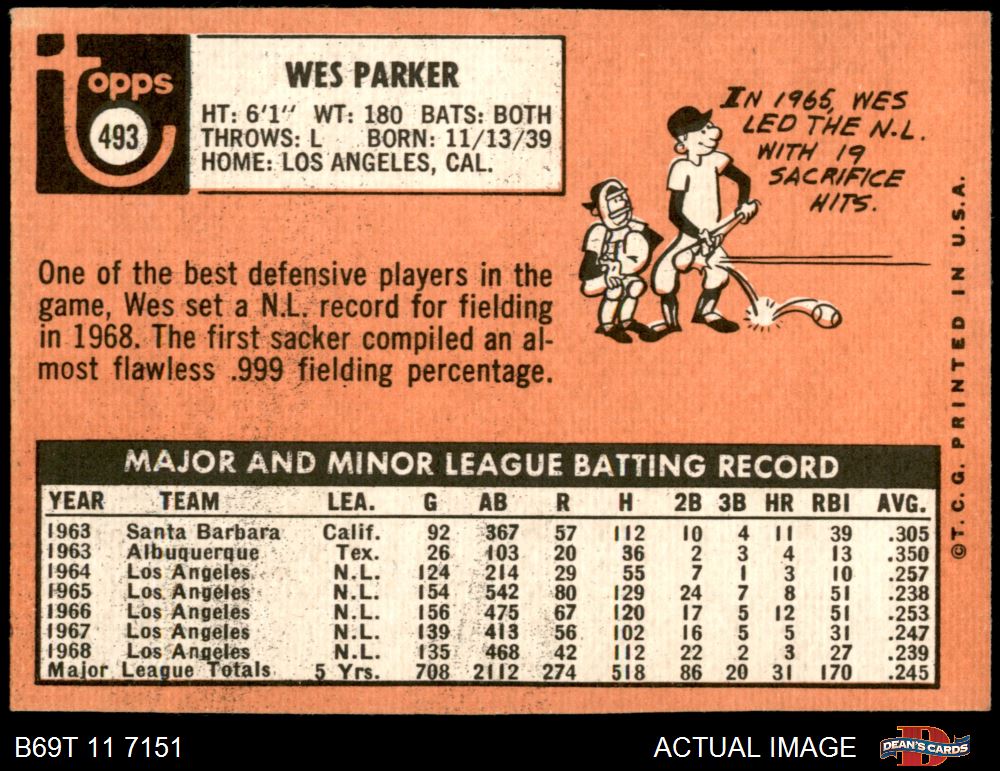 Topps
493
WES PARKER
HT: 6'1" WT: 180 BATS: BOTH
THROWS: L BORN: 11/13/39
HOME: LOS ANGELES, CAL.
IN 1965, WES
LED THE N.L.
WITH 19
SACRIFICE
HITS.
One of the best defensive players in the
game, Wes set a N.L. record for fielding
in 1968. The first sacker compiled an al-
most flawless .999 fielding percentage.
MAJOR AND MINOR LEAGUE BATTING RECORD
YEAR TEAM LEA. G AB R H 2B 3B HR RBI AVG.
1963 Santa Barbara Calif. 92 367 57 112 10 4 11 39 .305
1963 Albuquerque Tex. 26 103 20 36 2 3 4 13 .350
1964 Los Angeles N.L. 124 214 29 55 7 1 3 10 .257
1965 Los Angeles N.L. 154 542 80 129 24 7 8 51 .238
1966 Los Angeles N.L. 156 475 67 120 17 5 12 51 .253
1967 Los Angeles N.L. 139 413 56 102 16 5 5 31 .247
1968 Los Angeles N.L. 135 468 42 112 22 2 3 27 .239
Major League Totals 5 Yrs. 708 2112 274 518 86 20 31 170 .245
©T.C.G. PRINTED IN U.S.A.
B69T 11 7151
ACTUAL IMAGE
DEAN'S CARDS